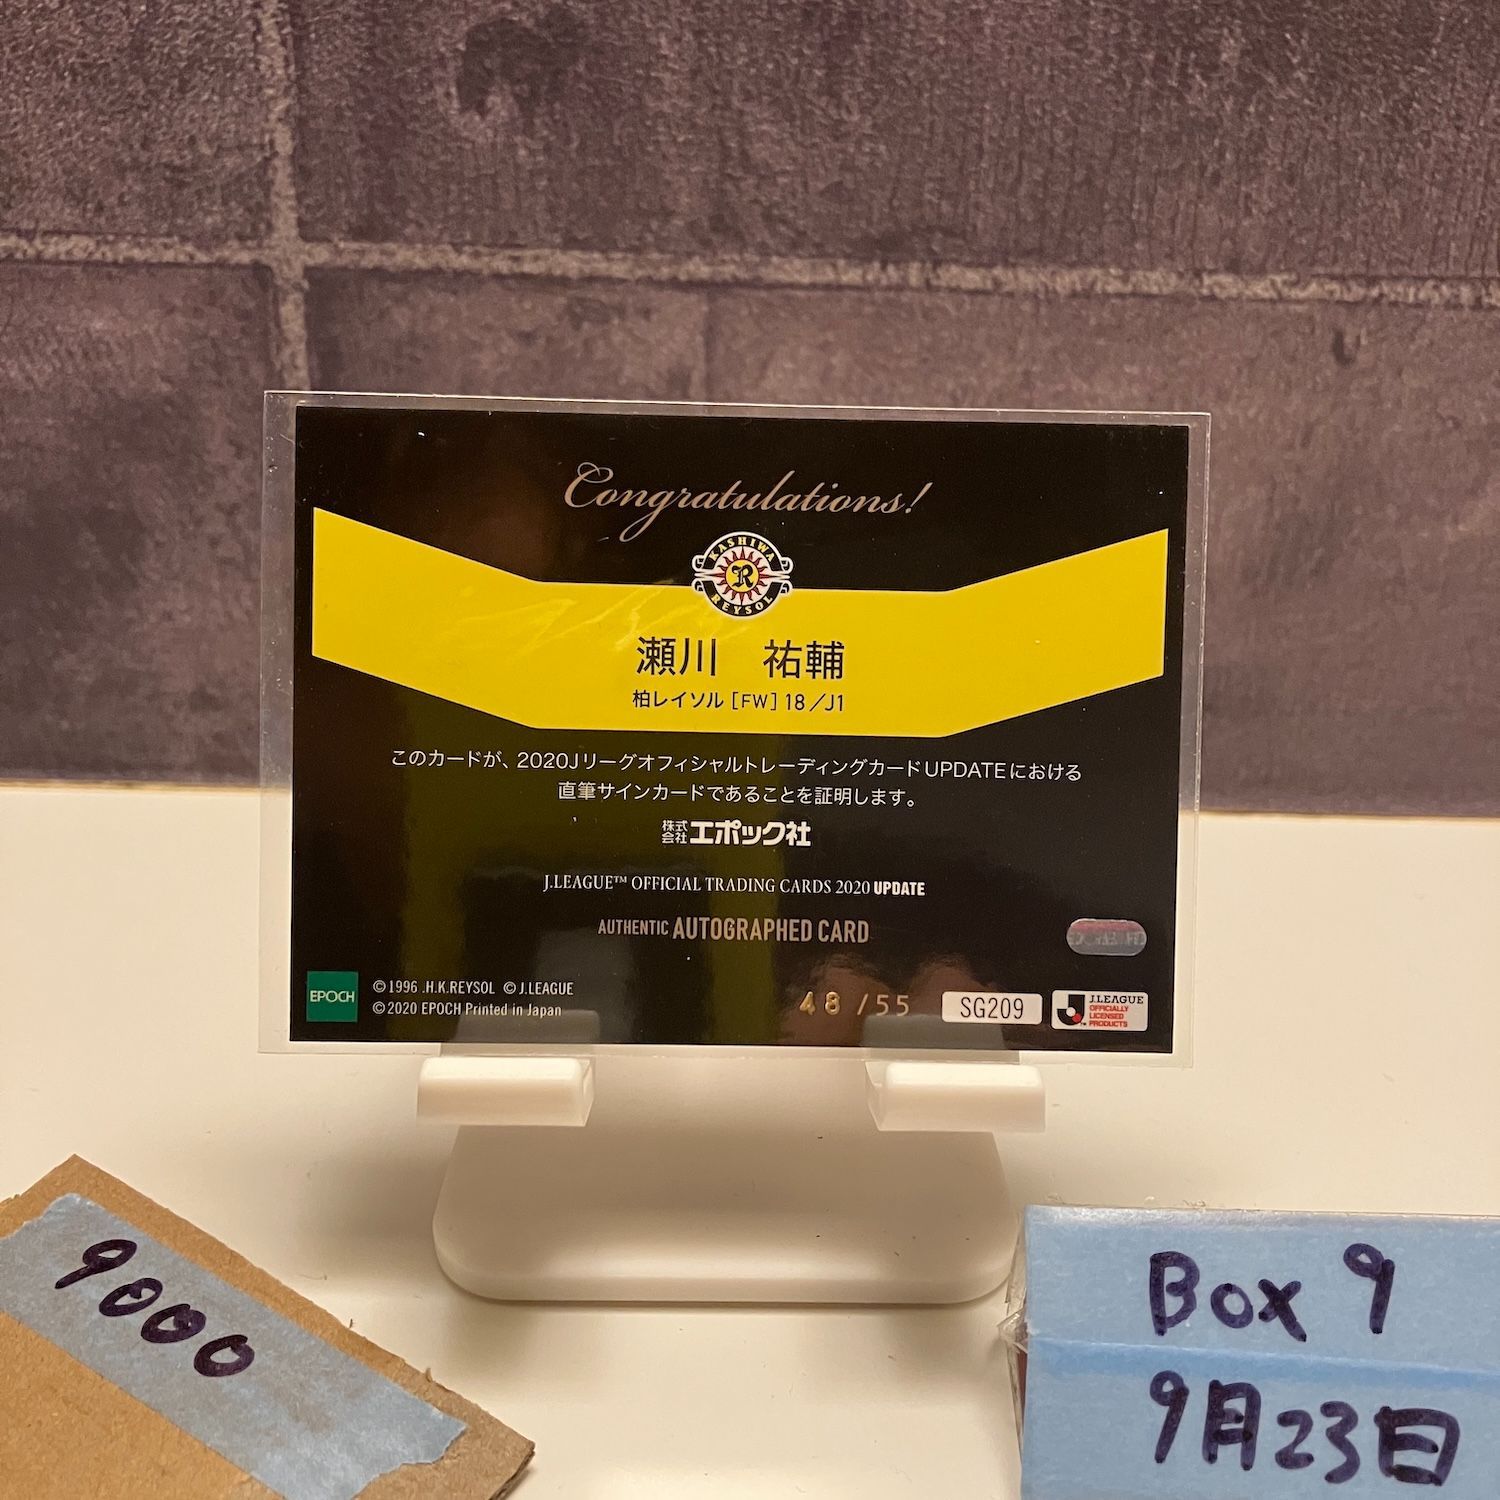 Congratulations!
KASHIWA
R
REYSOL
瀬川 祐輔
柏レイソル [FW] 18/J1
このカードが、2020JリーグオフィシャルトレーディングカードUPDATEにおける
直筆サインカードであることを証明します。
株式会社エポック社
J.LEAGUE™ OFFICIAL TRADING CARDS 2020 UPDATE
AUTHENTIC AUTOGRAPHED CARD
EPOCH
©1996 .H.K.REYSOL ©J.LEAGUE
©2020 EPOCH Printed in Japan
48 /55
SG209
J.LEAGUE
OFFICIALLY
LICENSED
PRODUCTS
9000
Box 9
9月23日